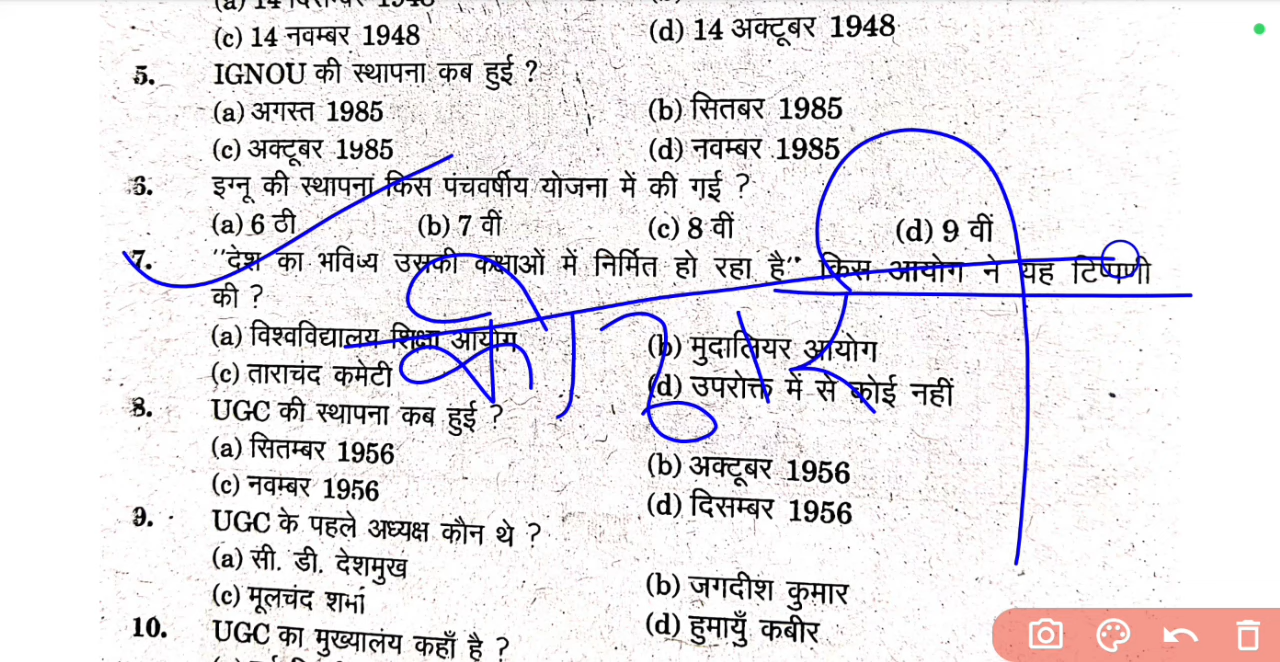 (c) 14 नवम्बर 1948 (d) 14 अक्टूबर 1948
5. IGNOU की स्थापना कब हुई ?
(a) अगस्त 1985 (b) सितबर 1985
(c) अक्टूबर 1985 (d) नवम्बर 1985
6. इग्नू की स्थापना किस पंचवर्षीय योजना में की गई ?
(a) 6 ठी (b) 7 वीं (c) 8 वीं (d) 9 वीं
7. "देश का भविष्य उसकी कक्षाओं में निर्मित हो रहा है" किस आयोग ने यह टिप्पणी
की ?
(a) विश्वविद्यालय शिक्षा आयोग (b) मुदालियर आयोग
(c) ताराचंद कमेटी (d) उपरोक्त में से कोई नहीं
8. UGC की स्थापना कब हुई ?
(a) सितम्बर 1956 (b) अक्टूबर 1956
(c) नवम्बर 1956 (d) दिसम्बर 1956
9. UGC के पहले अध्यक्ष कौन थे ?
(a) सी. डी. देशमुख (b) जगदीश कुमार
(c) मूलचंद शर्मा (d) हुमायुँ कबीर
10. UGC का मुख्यालय कहाँ है ?